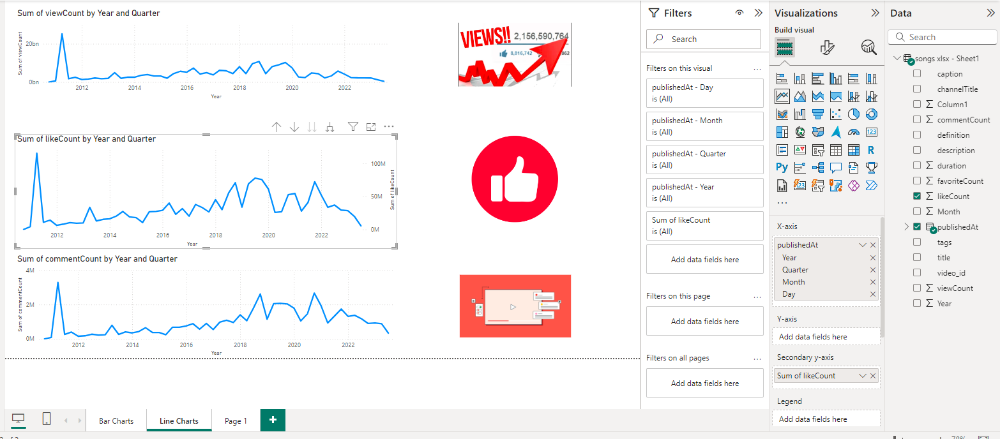 Sum of viewCount by Year and Quarter
Sum of viewCount
20bn
0bn
2012 2014 2016 2018 2020 2022
Year
VIEWS!! 2,156,590,764
8,816,742
862
Sum of likeCount by Year and Quarter
100M
50M
0M
Sum of likeCount
2012 2014 2016 2018 2020 2022
Year
Sum of commentCount by Year and Quarter
Sum of commentCount
4M
2M
0M
2012 2014 2016 2018 2020 2022
Year
Bar Charts
Line Charts
Page 1
+
Filters
Search
Filters on this visual
publishedAt - Day
is (All)
publishedAt - Month
is (All)
publishedAt - Quarter
is (All)
publishedAt - Year
is (All)
Sum of likeCount
is (All)
Add data fields here
Filters on this page
Add data fields here
Filters on all pages
Add data fields here
Visualizations
Build visual
123
R
Py
123
X-axis
publishedAt
Year
Quarter
Month
Day
Y-axis
Add data fields here
Secondary y-axis
Sum of likeCount
Legend
Add data fields here
Data
Search
songs xlsx - Sheet1
caption
channelTitle
Column1
commentCount
definition
description
duration
favoriteCount
likeCount
Month
publishedAt
tags
title
video_id
viewCount
Year